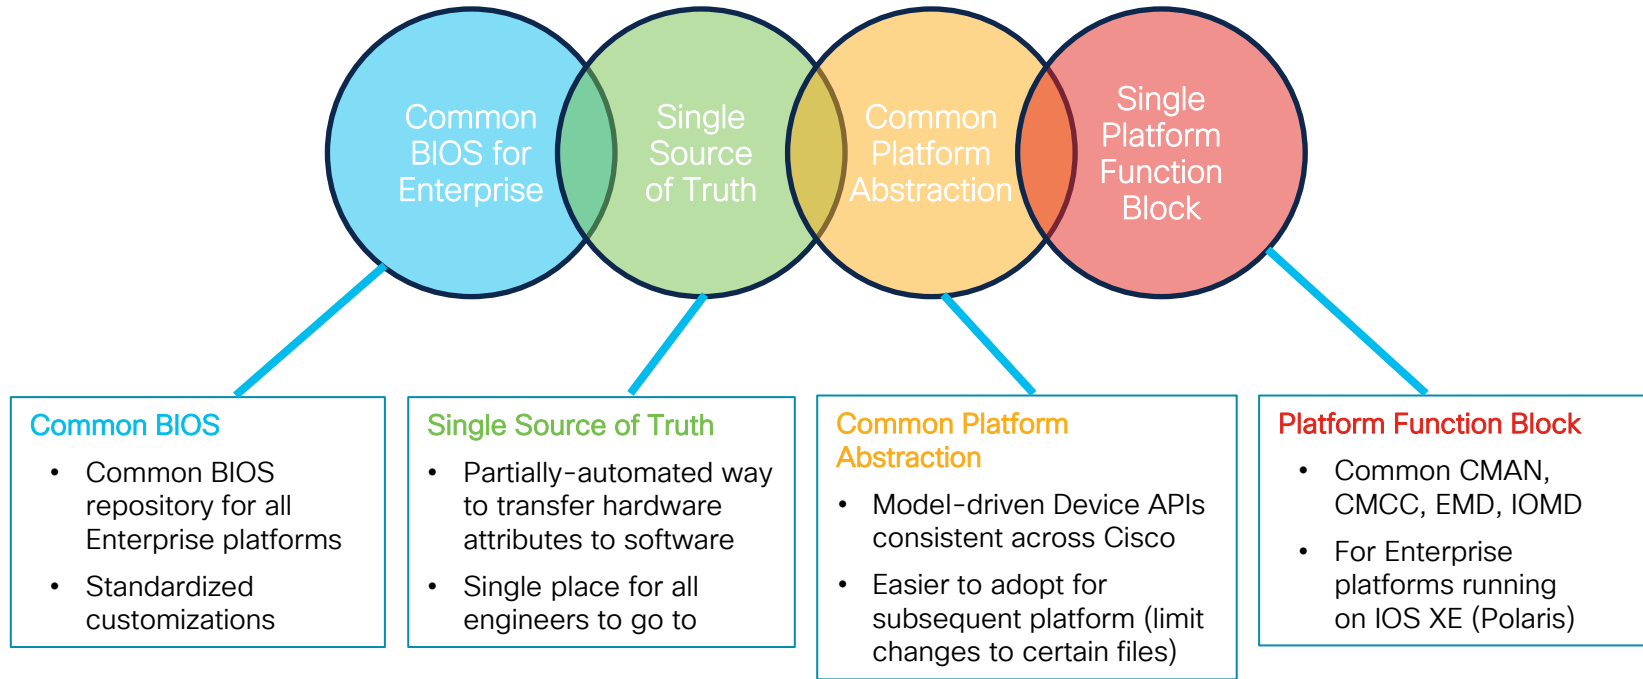 Common
BIOS for
Enterprise
Single
Source
of Truth
Common
Platform
Abstraction
Single
Platform
Function
Block
Common BIOS
• Common BIOS
repository for all
Enterprise platforms
• Standardized
customizations
Single Source of Truth
• Partially-automated way
to transfer hardware
attributes to software
• Single place for all
engineers to go to
Common Platform
Abstraction
• Model-driven Device APIs
consistent across Cisco
• Easier to adopt for
subsequent platform (limit
changes to certain files)
Platform Function Block
• Common CMAN,
CMCC, EMD, IOMD
• For Enterprise
platforms running
on IOS XE (Polaris)